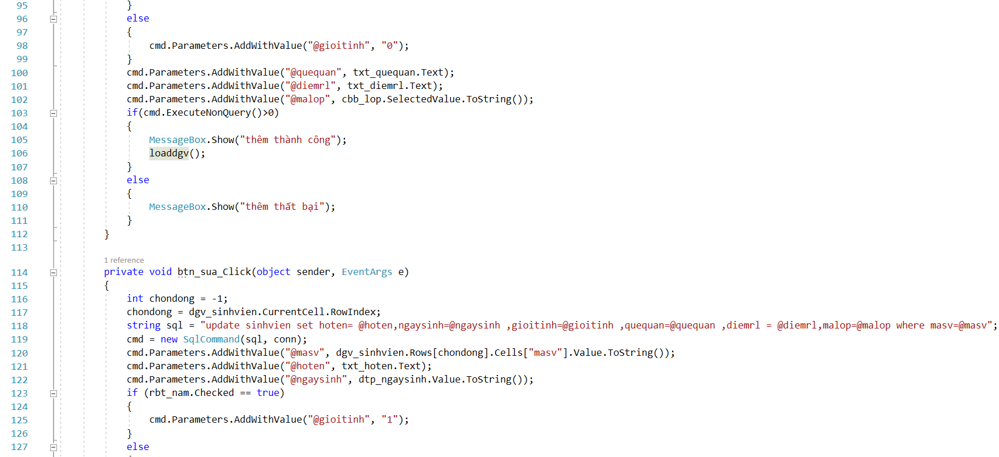 95 }
96 else
97 {
98 cmd.Parameters.AddWithValue("@gioitinh", "0");
99 }
100 cmd.Parameters.AddWithValue("@quequan", txt_quequan.Text);
101 cmd.Parameters.AddWithValue("@diemrl", txt_diemrl.Text);
102 cmd.Parameters.AddWithValue("@malop", cbb_lop.SelectedValue.ToString());
103 if(cmd.ExecuteNonQuery()>0)
104 {
105 MessageBox.Show("thêm thành công");
106 loaddgv();
107 }
108 else
109 {
110 MessageBox.Show("thêm thất bại");
111 }
112 }
113
1 reference
114 private void btn_sua_Click(object sender, EventArgs e)
115 {
116 int chondong = -1;
117 chondong = dgv_sinhvien.CurrentCell.RowIndex;
118 string sql = "update sinhvien set hoten= @hoten,ngaysinh=@ngaysinh ,gioitinh=@gioitinh ,quequan=@quequan ,diemrl = @diemrl,malop=@malop where masv=@masv";
119 cmd = new SqlCommand(sql, conn);
120 cmd.Parameters.AddWithValue("@masv", dgv_sinhvien.Rows[chondong].Cells["masv"].Value.ToString());
121 cmd.Parameters.AddWithValue("@hoten", txt_hoten.Text);
122 cmd.Parameters.AddWithValue("@ngaysinh", dtp_ngaysinh.Value.ToString());
123 if (rbt_nam.Checked == true)
124 {
125 cmd.Parameters.AddWithValue("@gioitinh", "1");
126 }
127 else